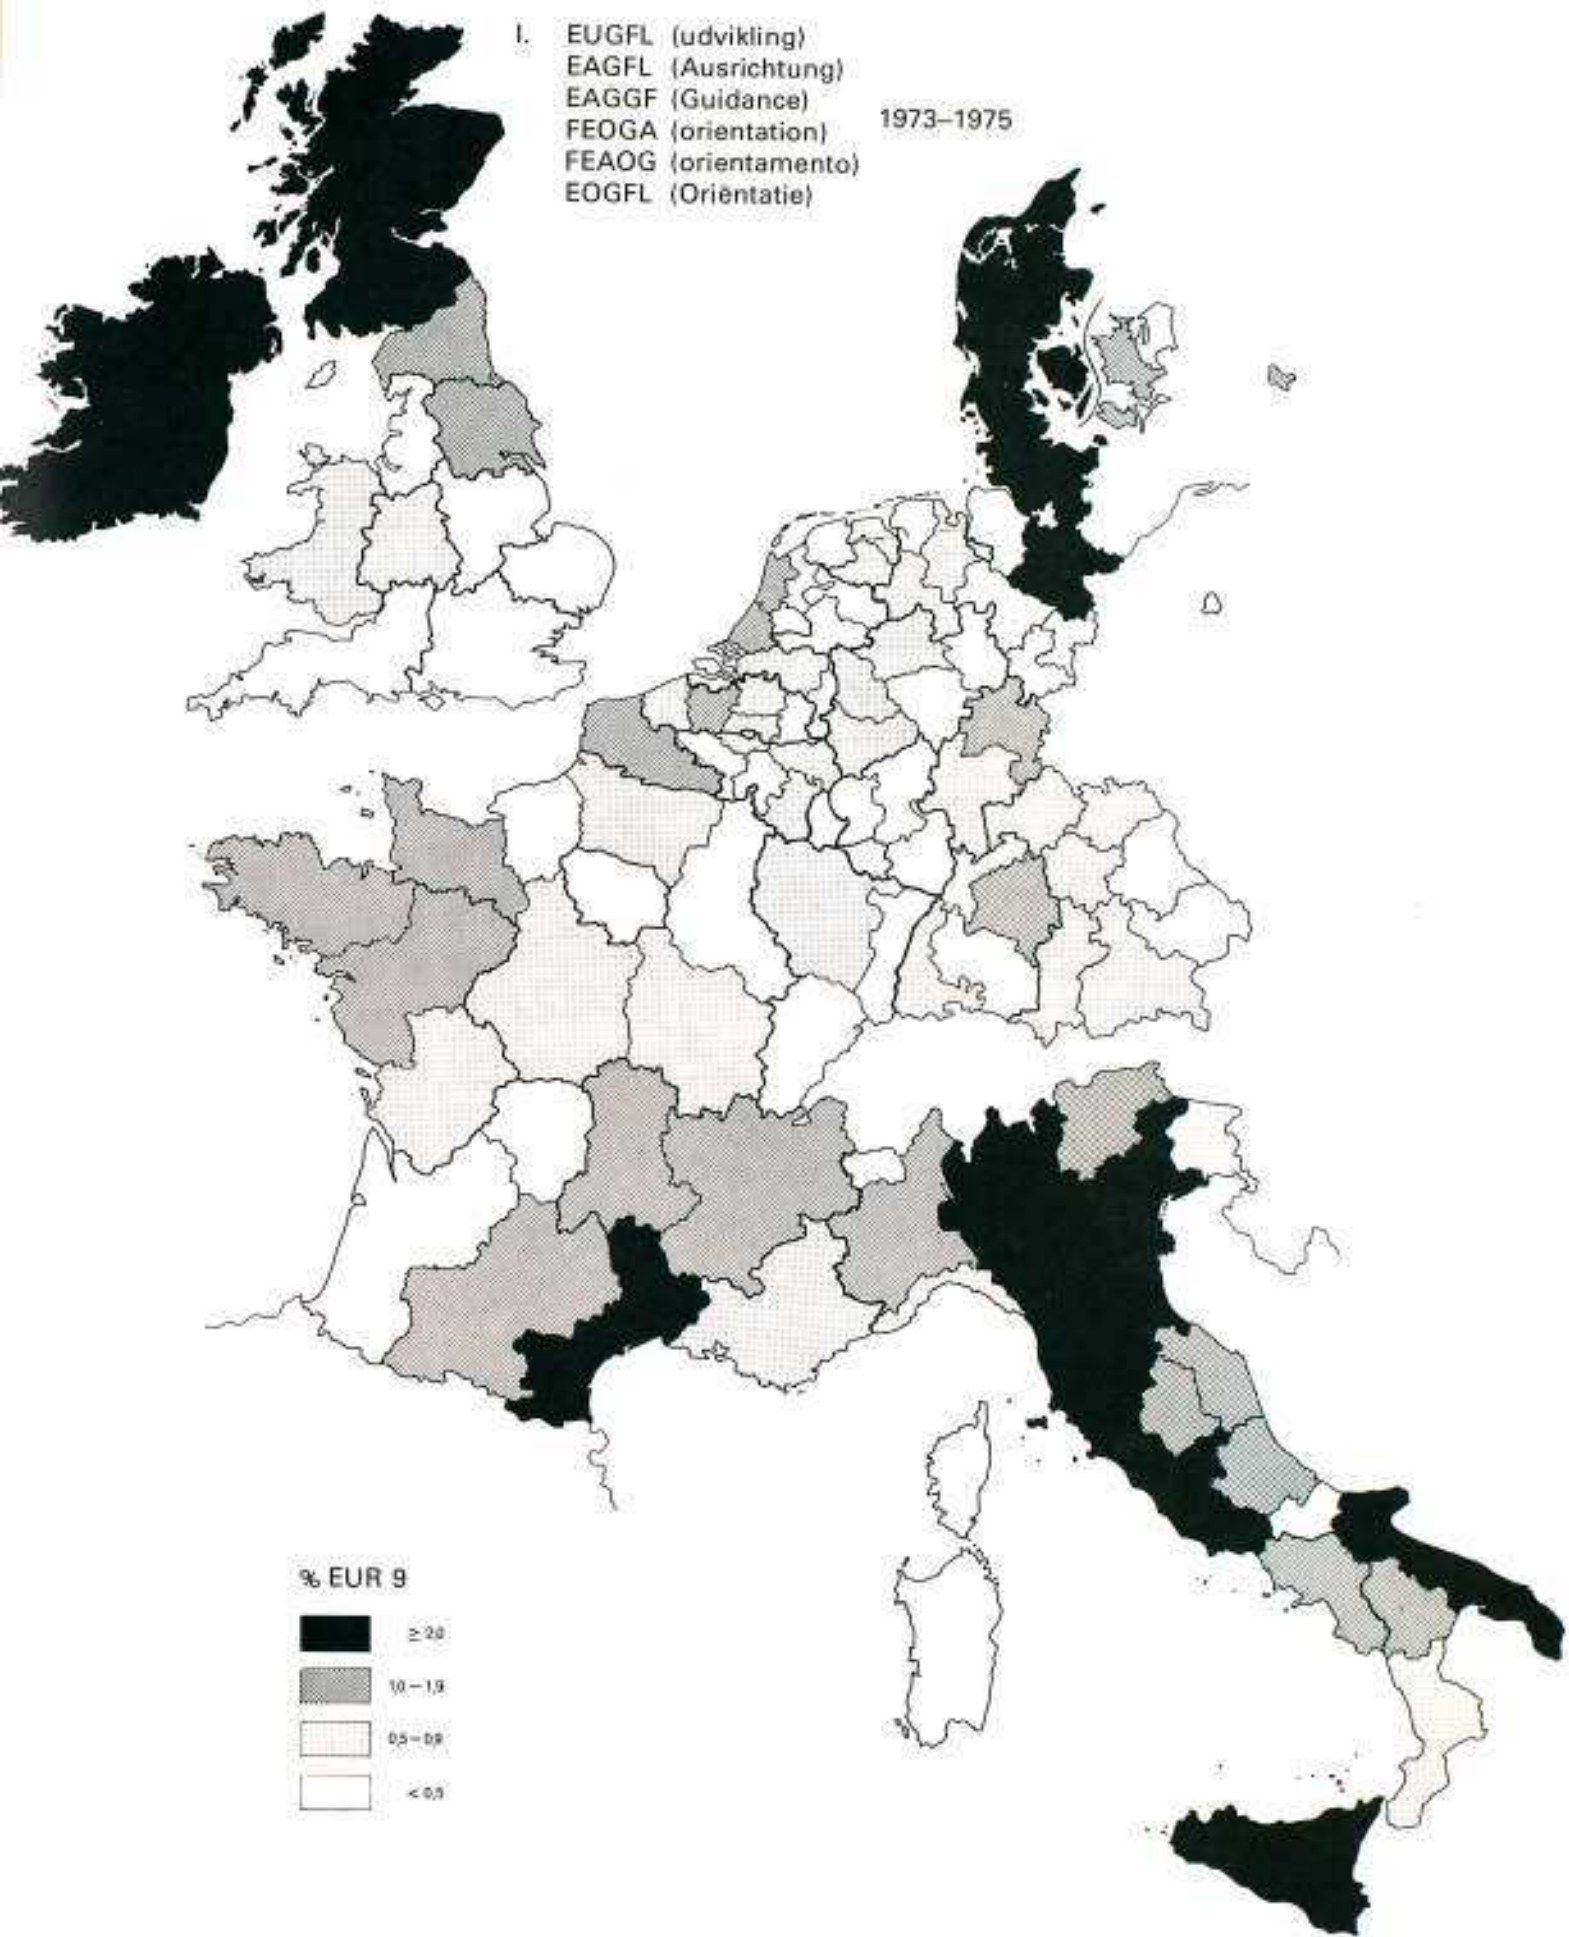 I. EUGFL (udvikling)
EAGFL (Ausrichtung)
EAGGF (Guidance)
FEOGA (orientation)
FEAOG (orientamento)
EOGFL (Oriëntatie)
1973–1975
% EUR 9
≥ 2,0
1,0 – 1,9
0,5 – 0,9
< 0,5